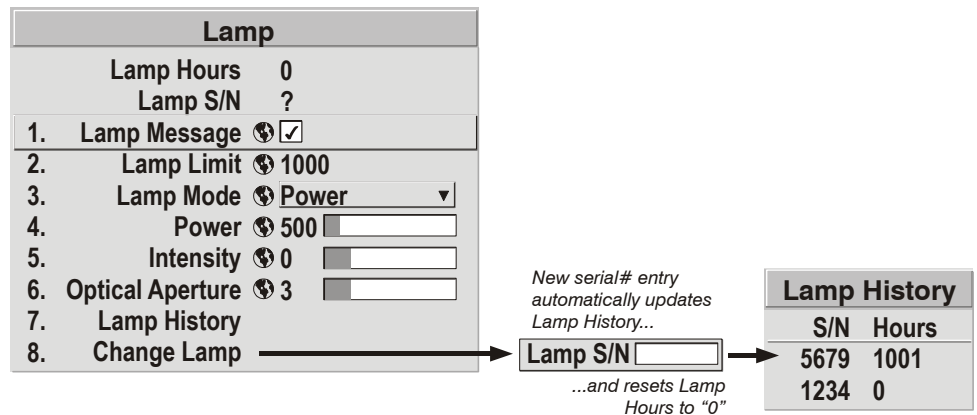 Lamp
Lamp Hours 0
Lamp S/N ?
1. Lamp Message
2. Lamp Limit 1000
3. Lamp Mode Power
4. Power 500
5. Intensity 0
6. Optical Aperture 3
7. Lamp History
8. Change Lamp
New serial# entry
automatically updates
Lamp History...
Lamp S/N
...and resets Lamp
Hours to “0”
Lamp History
S/N Hours
5679 1001
1234 0